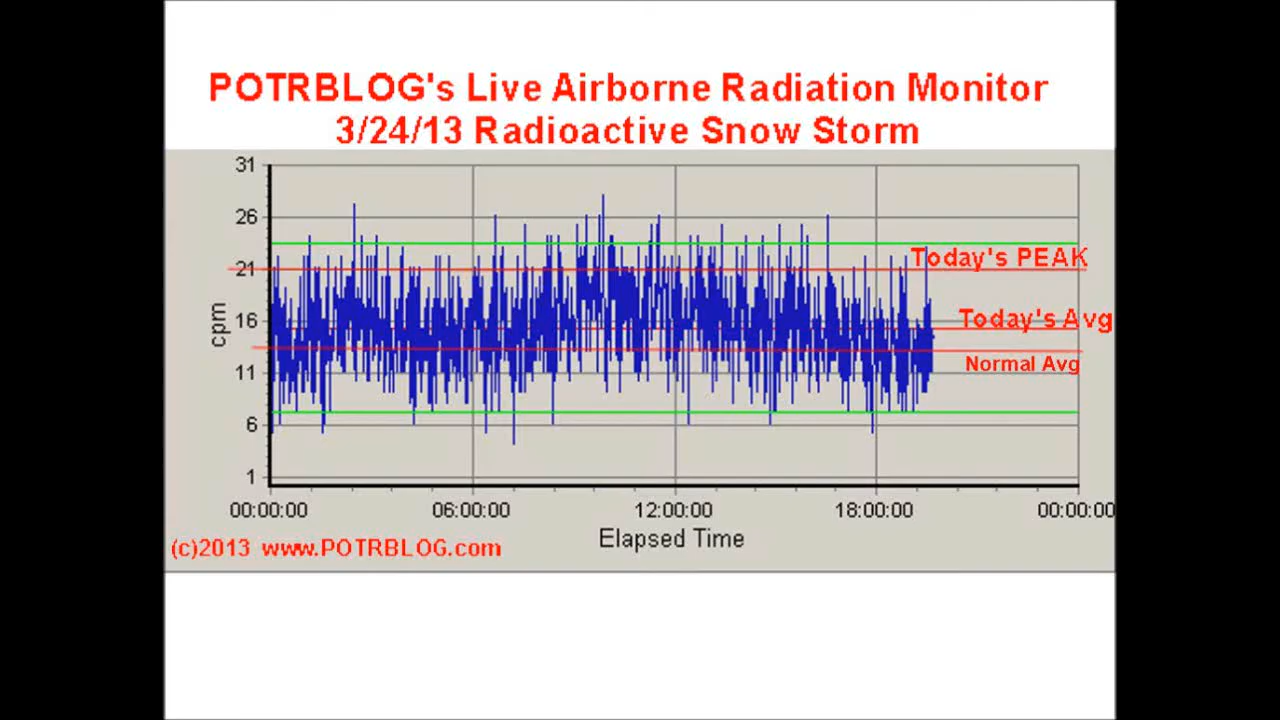 POTRBLOG's Live Airborne Radiation Monitor
3/24/13 Radioactive Snow Storm
31
26
21
16
11
6
1
cpm
Today's PEAK
Today's Avg
Normal Avg
00:00:00 06:00:00 12:00:00 18:00:00 00:00:00
Elapsed Time
(c)2013 www.POTRBLOG.com